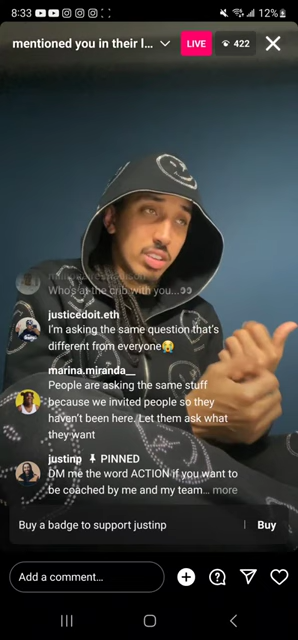 8:33
12%
mentioned you in their l...
LIVE
422
Who's at the crib with you...👀
justicedoit.eth
I'm asking the same question that's
different from everyone😭
marina.miranda__
People are asking the same stuff
because we invited people so they
haven't been here. Let them ask what
they want
justinp PINNED
DM me the word ACTION if you want to
be coached by me and my team... more
Buy a badge to support justinp
Buy
Add a comment...